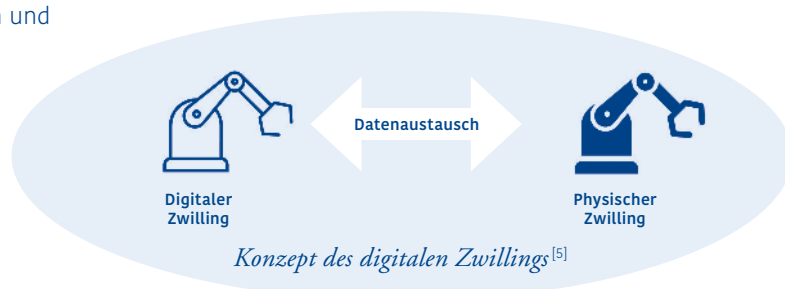 und
Datenaustausch
Digitaler
Zwilling
Physischer
Zwilling
Konzept des digitalen Zwillings [5]